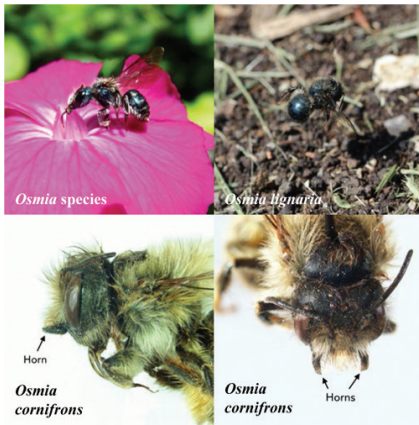 Osmia species
Osmia lignaria
Horn
Osmia
cornifrons
Horns
Osmia
cornifrons